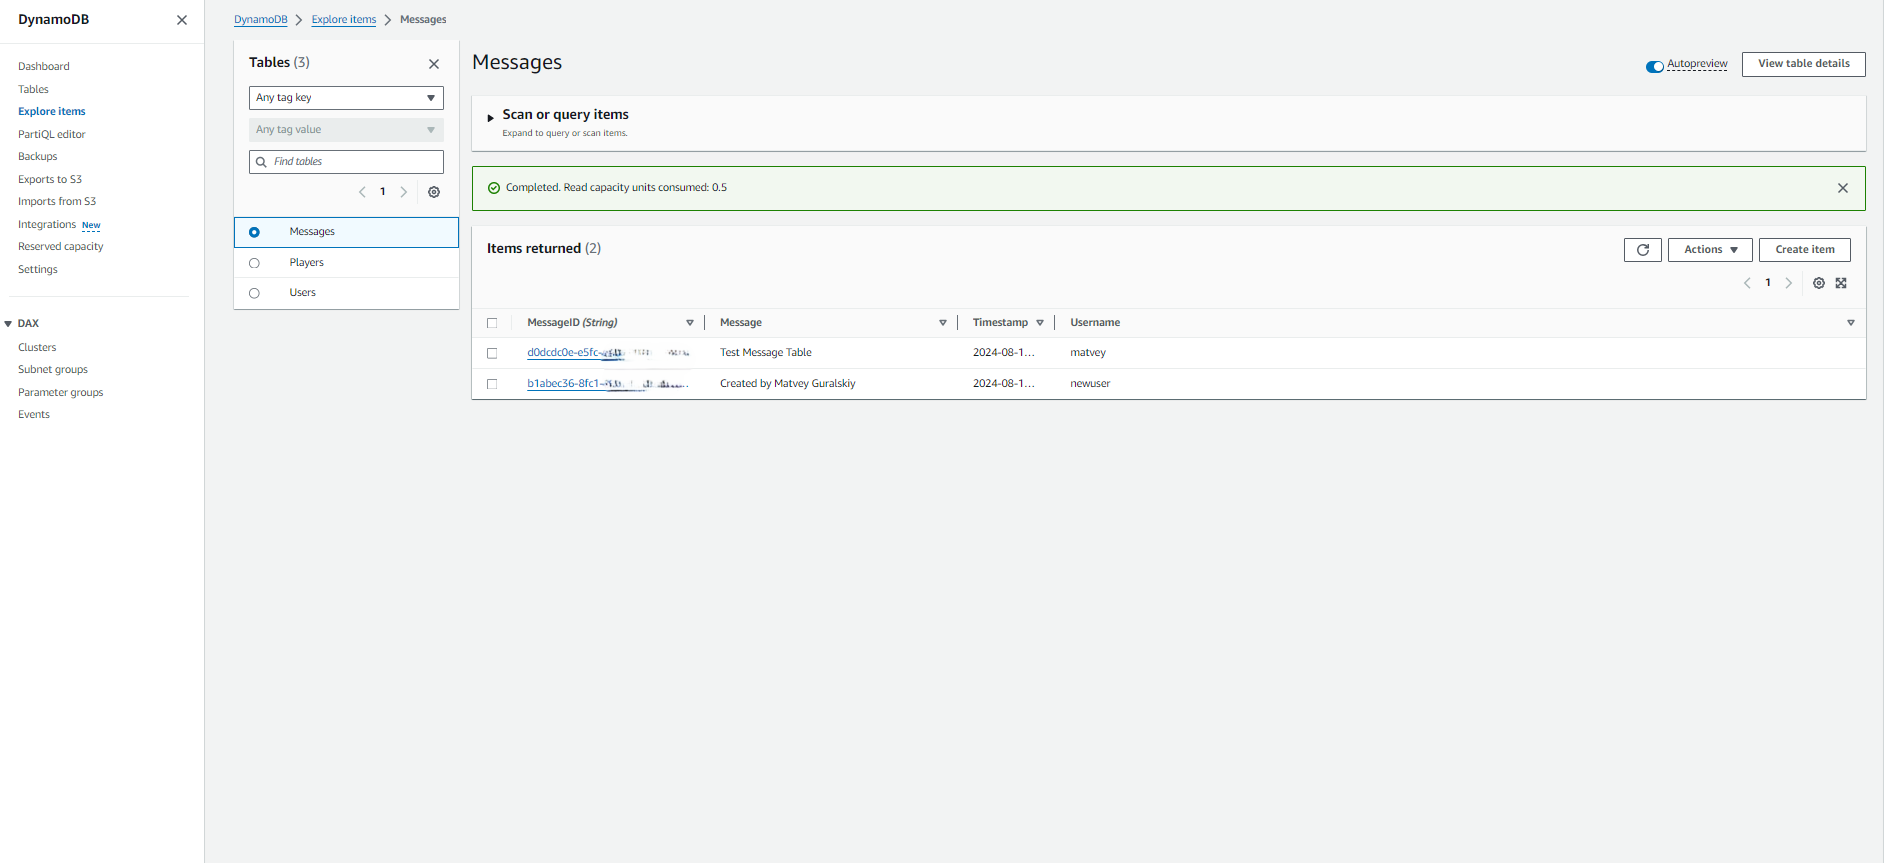 DynamoDB
Dashboard
Tables
Explore items
PartiQL editor
Backups
Exports to S3
Imports from S3
Integrations New
Reserved capacity
Settings
DAX
Clusters
Subnet groups
Parameter groups
Events
DynamoDB Explore items Messages
Tables (3)
Any tag key
Any tag value
Find tables
1
Messages
Players
Users
Messages
Autopreview View table details
Scan or query items
Expand to query or scan items.
Completed. Read capacity units consumed: 0.5
Items returned (2)
Actions Create item
1
MessageID (String) Message Timestamp Username
d0dcdc0e-e5fc- Test Message Table 2024-08-1... matvey
b1abec36-8fc1- Created by Matvey Guralskiy 2024-08-1... newuser